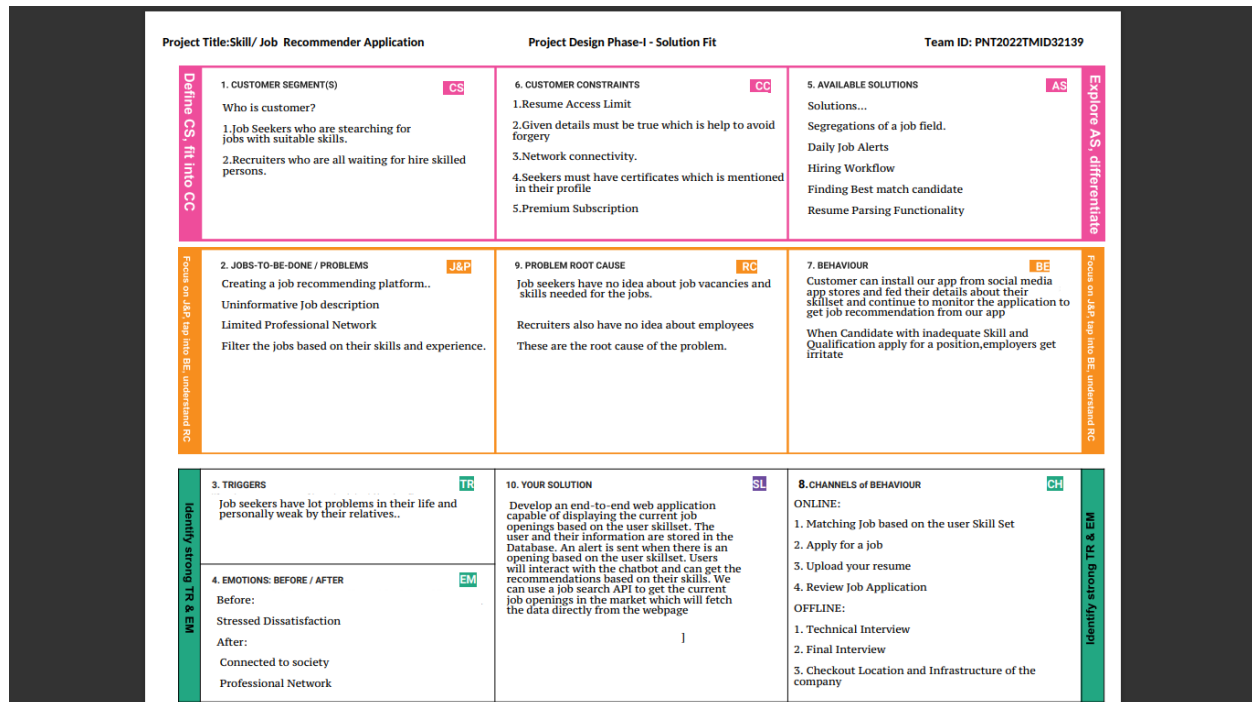 Project Title:Skill/ Job Recommender Application
Project Design Phase-I - Solution Fit
Team ID: PNT2022TMID32139
Define CS, fit into CC
1. CUSTOMER SEGMENT(S)
CS
Who is customer?
1.Job Seekers who are stearching for
jobs with suitable skills.
2.Recruiters who are all waiting for hire skilled
persons.
6. CUSTOMER CONSTRAINTS
CC
1.Resume Access Limit
2.Given details must be true which is help to avoid
forgery
3.Network connectivity.
4.Seekers must have certificates which is mentioned
in their profile
5.Premium Subscription
5. AVAILABLE SOLUTIONS
AS
Solutions...
Segregations of a job field.
Daily Job Alerts
Hiring Workflow
Finding Best match candidate
Resume Parsing Functionality
Explore AS, differentiate
Focus on J&P, tap into BE, understand RC
2. JOBS-TO-BE-DONE / PROBLEMS
J&P
Creating a job recommending platform..
Uninformative Job description
Limited Professional Network
Filter the jobs based on their skills and experience.
9. PROBLEM ROOT CAUSE
RC
Job seekers have no idea about job vacancies and
skills needed for the jobs.
Recruiters also have no idea about employees
These are the root cause of the problem.
7. BEHAVIOUR
BE
Customer can install our app from social media
app stores and fed their details about their
skillset and continue to monitor the application to
get job recommendation from our app
When Candidate with inadequate Skill and
Qualification apply for a position,employers get
irritate
Focus on J&P, tap into BE, understand RC
Identify strong TR & EM
3. TRIGGERS
TR
Job seekers have lot problems in their life and
personally weak by their relatives..
4. EMOTIONS: BEFORE / AFTER
EM
Before:
Stressed Dissatisfaction
After:
Connected to society
Professional Network
10. YOUR SOLUTION
SL
Develop an end-to-end web application
capable of displaying the current job
openings based on the user skillset. The
user and their information are stored in the
Database. An alert is sent when there is an
opening based on the user skillset. Users
will interact with the chatbot and can get the
recommendations based on their skills. We
can use a job search API to get the current
job openings in the market which will fetch
the data directly from the webpage
]
8.CHANNELS of BEHAVIOUR
CH
ONLINE:
1. Matching Job based on the user Skill Set
2. Apply for a job
3. Upload your resume
4. Review Job Application
OFFLINE:
1. Technical Interview
2. Final Interview
3. Checkout Location and Infrastructure of the
company
Identify strong TR & EM